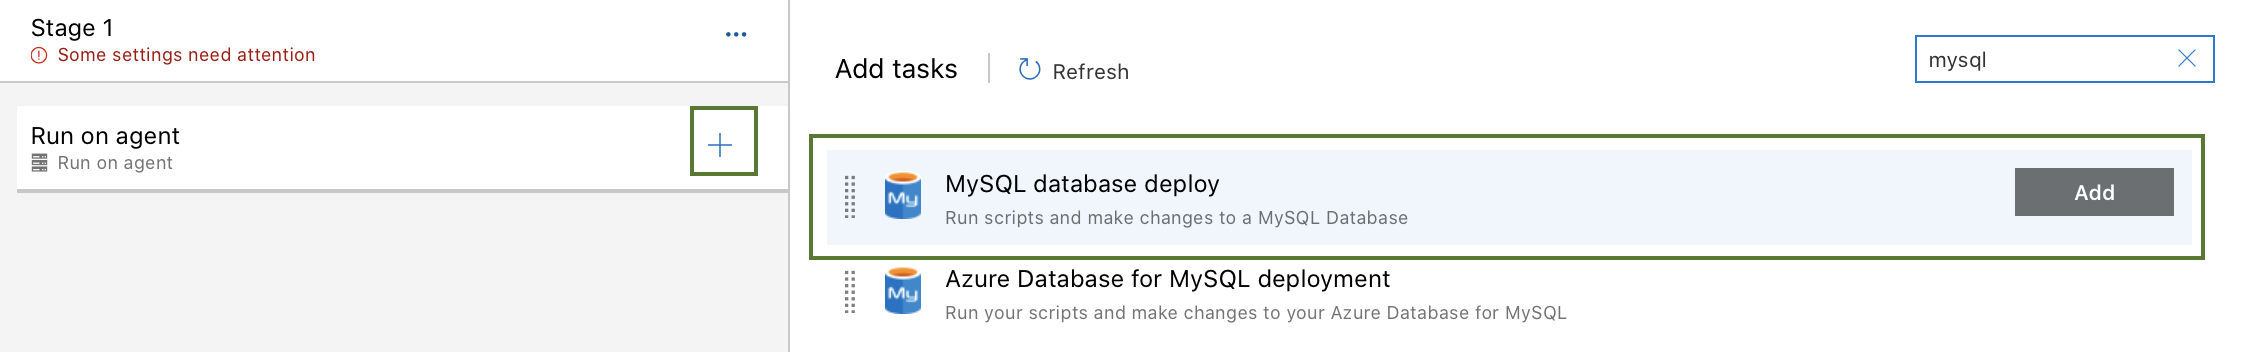 Stage 1
Some settings need attention
Run on agent
Run on agent
Add tasks
Refresh
mysql
My
MySQL database deploy
Run scripts and make changes to a MySQL Database
Add
My
Azure Database for MySQL deployment
Run your scripts and make changes to your Azure Database for MySQL